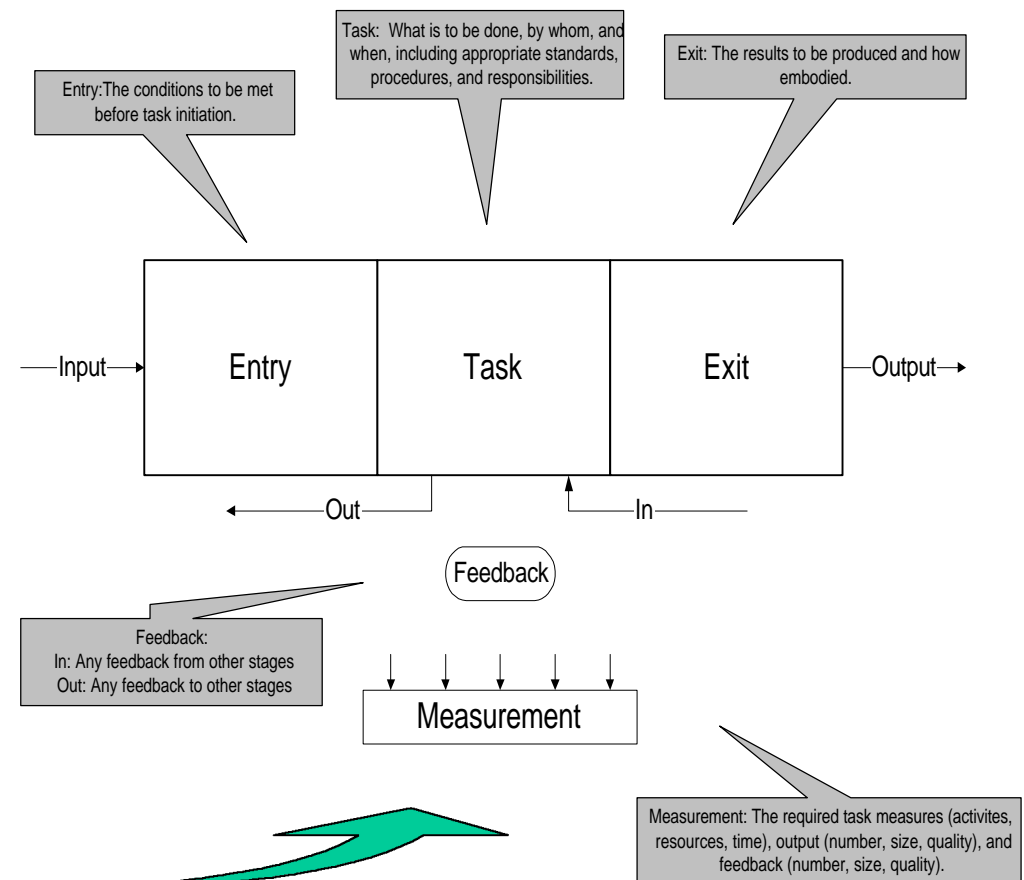 Task: What is to be done, by whom, and
when, including appropriate standards,
procedures, and responsibilities.
Entry:The conditions to be met
before task initiation.
Exit: The results to be produced and how
embodied.
Input
Entry
Task
Exit
Output
Out
In
Feedback
Feedback:
In: Any feedback from other stages
Out: Any feedback to other stages
Measurement
Measurement: The required task measures (activites,
resources, time), output (number, size, quality), and
feedback (number, size, quality).